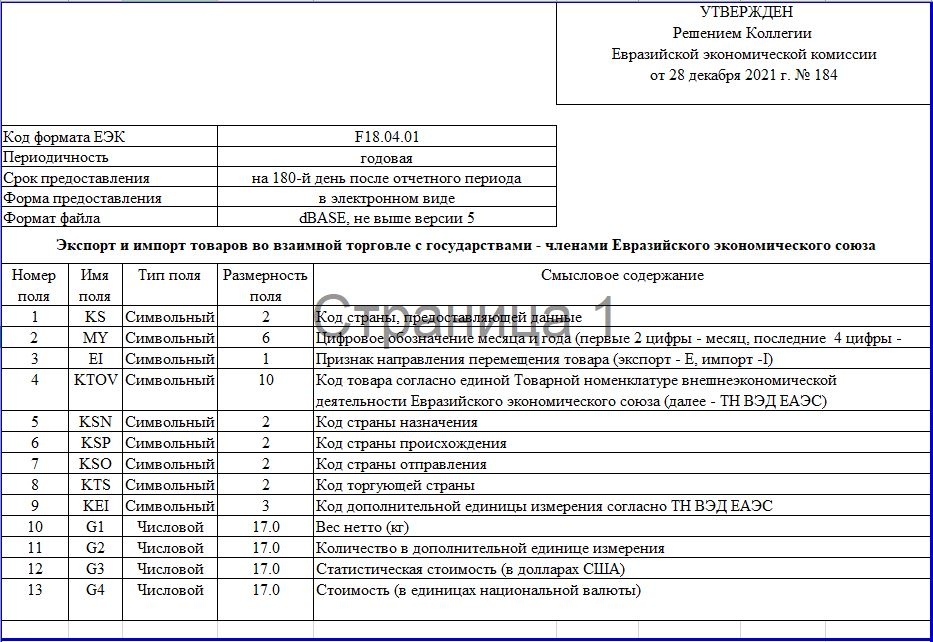 УТВЕРЖДЕН
Решением Коллегии
Евразийской экономической комиссии
от 28 декабря 2021 г. № 184
Код формата ЕЭК F18.04.01
Периодичность годовая
Срок предоставления на 180-й день после отчетного периода
Форма предоставления в электронном виде
Формат файла dBASE, не выше версии 5
Экспорт и импорт товаров во взаимной торговле с государствами - членами Евразийского экономического союза
Номер поля Имя поля Тип поля Размерность поля Смысловое содержание
Страница 1
1 KS Символьный 2 Код страны, предоставляющей данные
2 MY Символьный 6 Цифровое обозначение месяца и года (первые 2 цифры - месяц, последние 4 цифры -
3 EI Символьный 1 Признак направления перемещения товара (экспорт - E, импорт -I)
4 KTOV Символьный 10 Код товара согласно единой Товарной номенклатуре внешнеэкономической
деятельности Евразийского экономического союза (далее - ТН ВЭД ЕАЭС)
5 KSN Символьный 2 Код страны назначения
6 KSP Символьный 2 Код страны происхождения
7 KSO Символьный 2 Код страны отправления
8 KTS Символьный 2 Код торгующей страны
9 KEI Символьный 3 Код дополнительной единицы измерения согласно ТН ВЭД ЕАЭС
10 G1 Числовой 17.0 Вес нетто (кг)
11 G2 Числовой 17.0 Количество в дополнительной единице измерения
12 G3 Числовой 17.0 Статистическая стоимость (в долларах США)
13 G4 Числовой 17.0 Стоимость (в единицах национальной валюты)